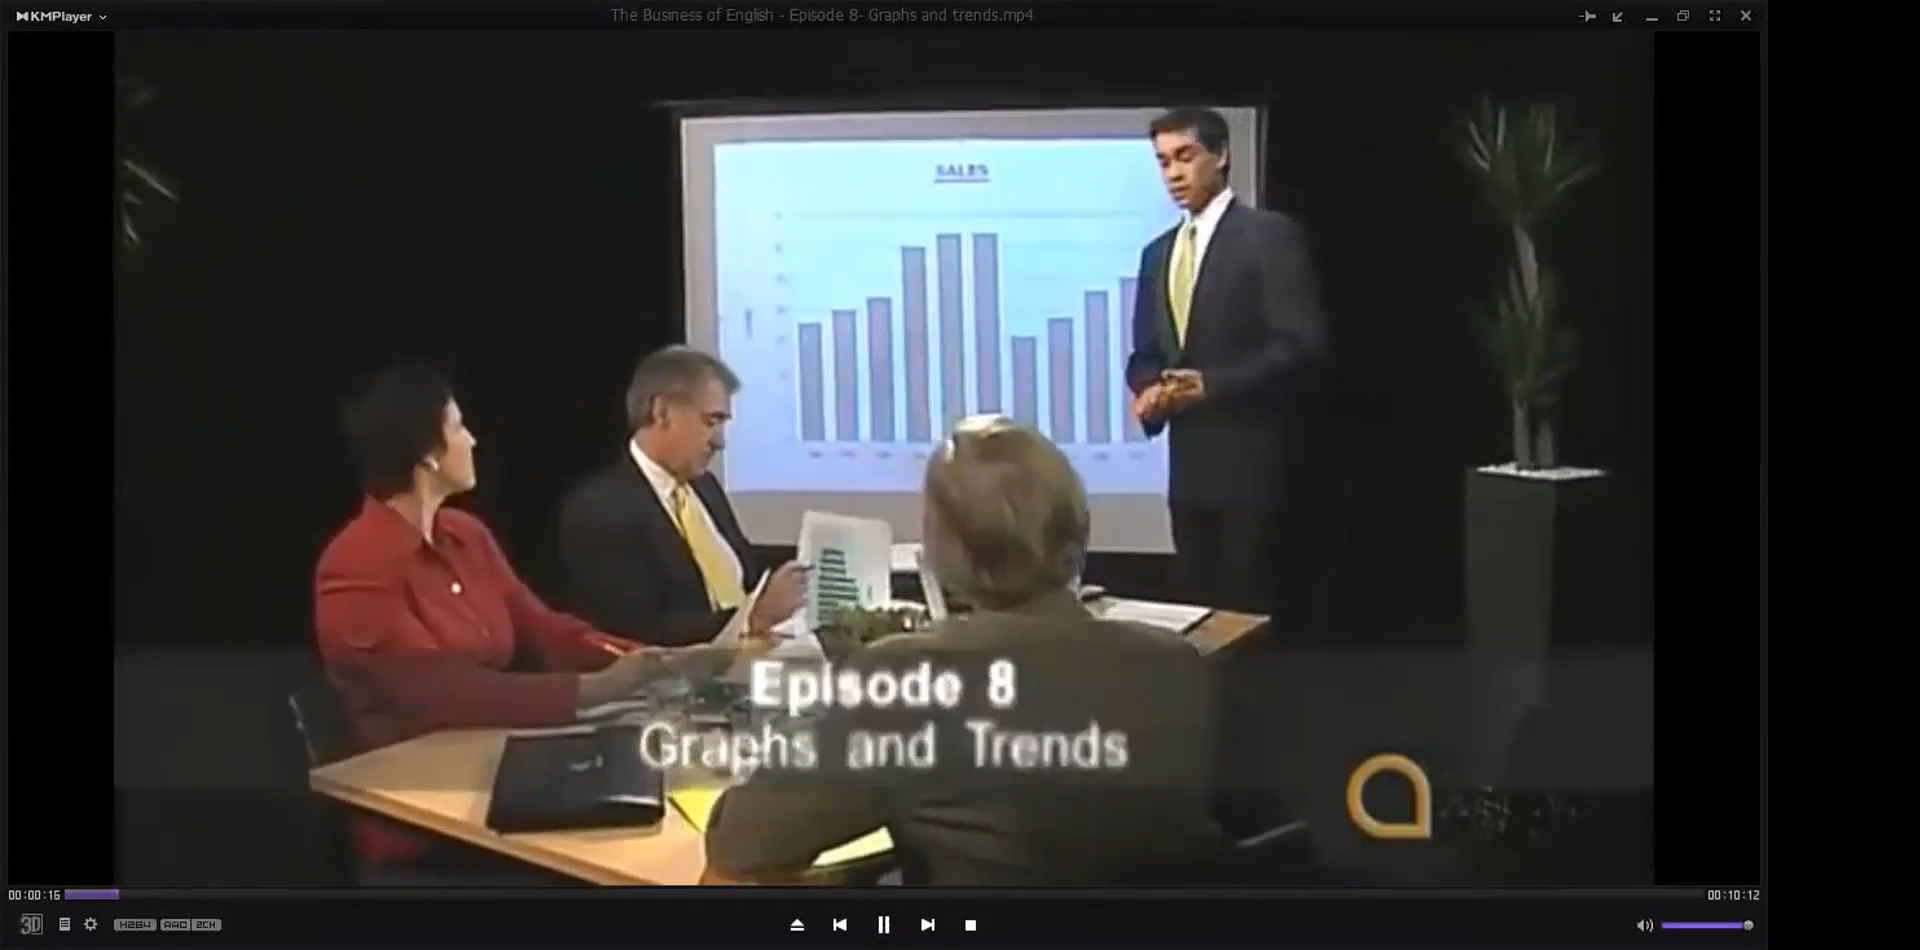 KMPlayer
The Business of English - Episode 8- Graphs and trends.mp4
SALES
Episode 8
Graphs and Trends
00:00:16
00:10:12
3D
H264 AAC 2CH